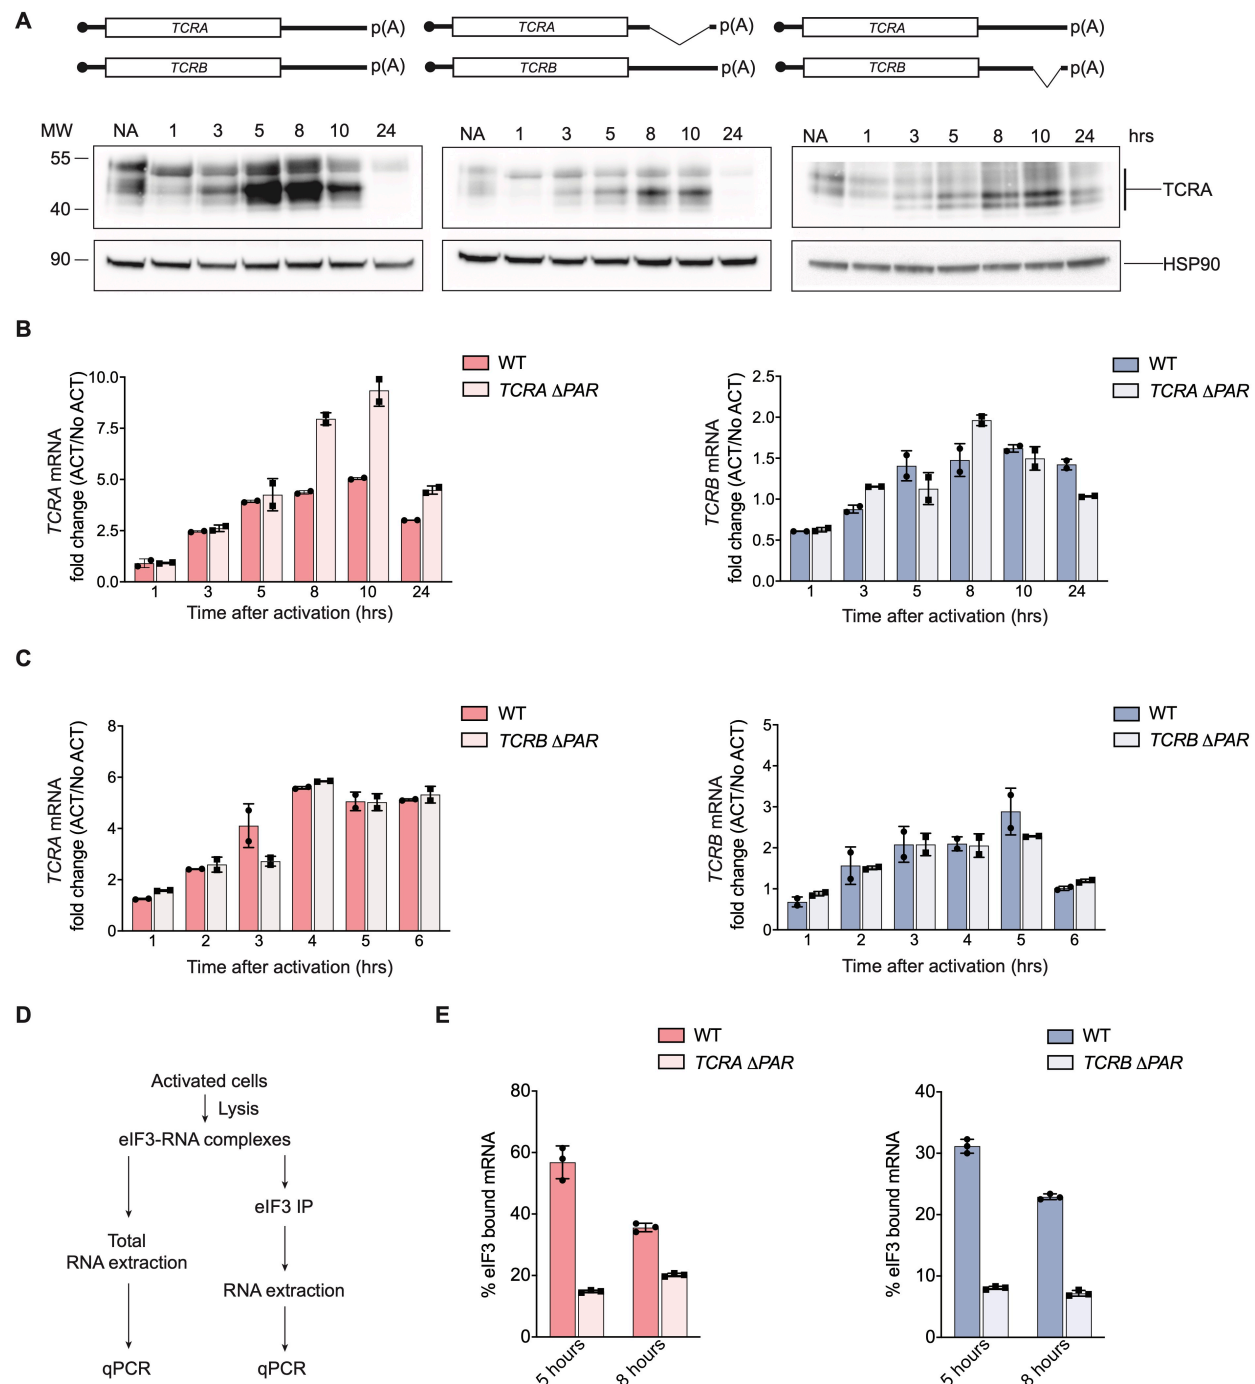 A
TCRA p(A) TCRA p(A) TCRA p(A)
TCRB p(A) TCRB p(A) TCRB p(A)
MW NA 1 3 5 8 10 24 NA 1 3 5 8 10 24 NA 1 3 5 8 10 24 hrs
55
40
TCRA
90
HSP90
B
WT
TCRA ΔPAR
TCRA mRNA
fold change (ACT/No ACT)
10.0
7.5
5.0
2.5
0.0
1 3 5 8 10 24
Time after activation (hrs)
WT
TCRA ΔPAR
TCRB mRNA
fold change (ACT/No ACT)
2.5
2.0
1.5
1.0
0.5
0.0
1 3 5 8 10 24
Time after activation (hrs)
C
WT
TCRB ΔPAR
TCRA mRNA
fold change (ACT/No ACT)
8
6
4
2
0
1 2 3 4 5 6
Time after activation (hrs)
WT
TCRB ΔPAR
TCRB mRNA
fold change (ACT/No ACT)
5
4
3
2
1
0
1 2 3 4 5 6
Time after activation (hrs)
D
Activated cells
Lysis
eIF3-RNA complexes
eIF3 IP
Total
RNA extraction
RNA extraction
qPCR
qPCR
E
WT
TCRA ΔPAR
% eIF3 bound mRNA
80
60
40
20
0
5 hours
8 hours
WT
TCRB ΔPAR
% eIF3 bound mRNA
40
30
20
10
0
5 hours
8 hours